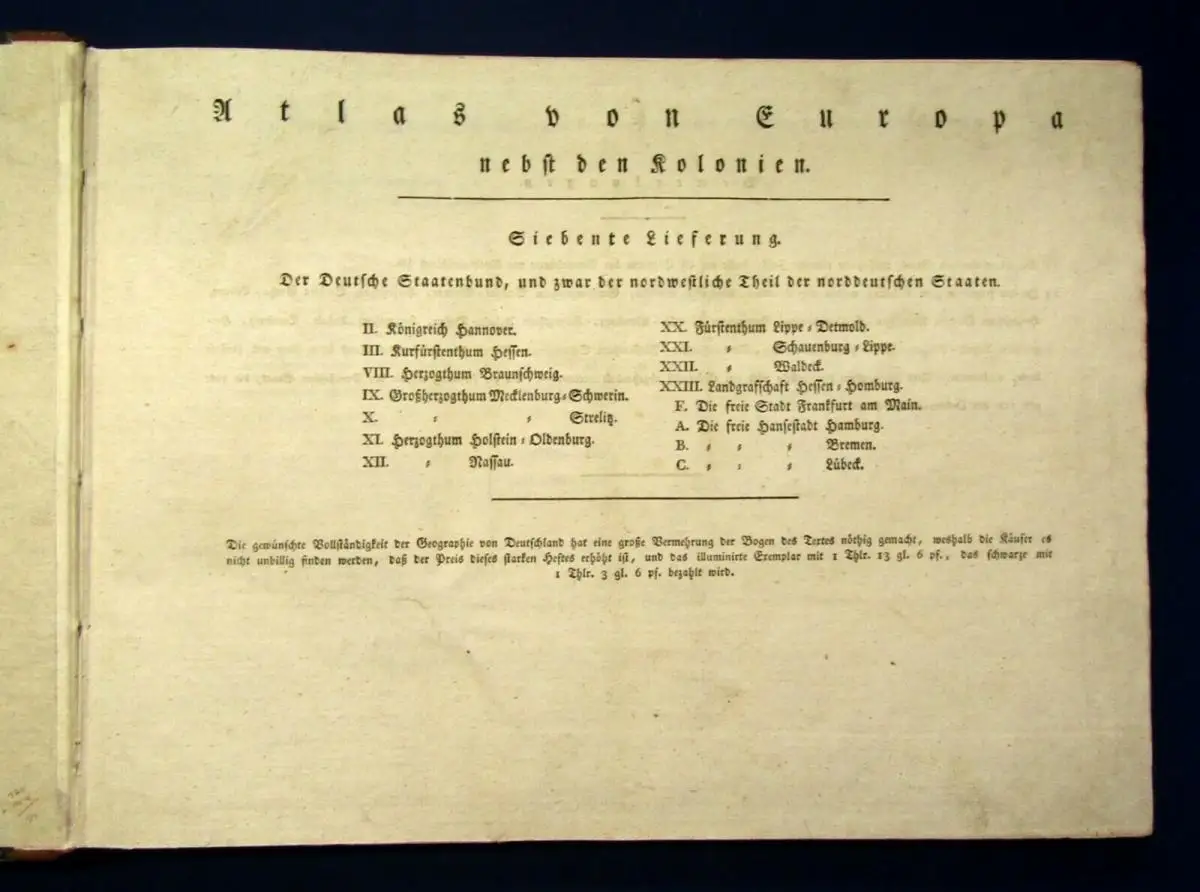 Atlas von Europa
nebst den Kolonien.
Siebente Lieferung.
Der Deutsche Staatenbund, und zwar der nordwestliche Theil der norddeutschen Staaten.
II. Königreich Hannover.
III. Kurfürstenthum Hessen.
VIII. Herzogthum Braunschweig.
IX. Großherzogthum Mecklenburg⸗Schwerin.
X. ⸗ ⸗ Strelitz.
XI. Herzogthum Holstein⸗Oldenburg.
XII. ⸗ Nassau.
XX. Fürstenthum Lippe⸗Detmold.
XXI. ⸗ Schauenburg⸗Lippe.
XXII. ⸗ Waldeck.
XXIII. Landgrafschaft Hessen⸗Homburg.
F. Die freie Stadt Frankfurt am Main.
A. Die freie Hansestadt Hamburg.
B. ⸗ ⸗ ⸗ Bremen.
C. ⸗ ⸗ ⸗ Lübeck.
Die gewünschte Vollständigkeit der Geographie von Deutschland hat eine große Vermehrung der Bogen des Textes nöthig gemacht, weshalb die Käufer es
nicht unbillig finden werden, daß der Preis dieses starken Heftes erhöht ist, und das illuminirte Exemplar mit 1 Thlr. 13 gl. 6 pf., das schwarze mit
1 Thlr. 3 gl. 6 pf. bezahlt wird.